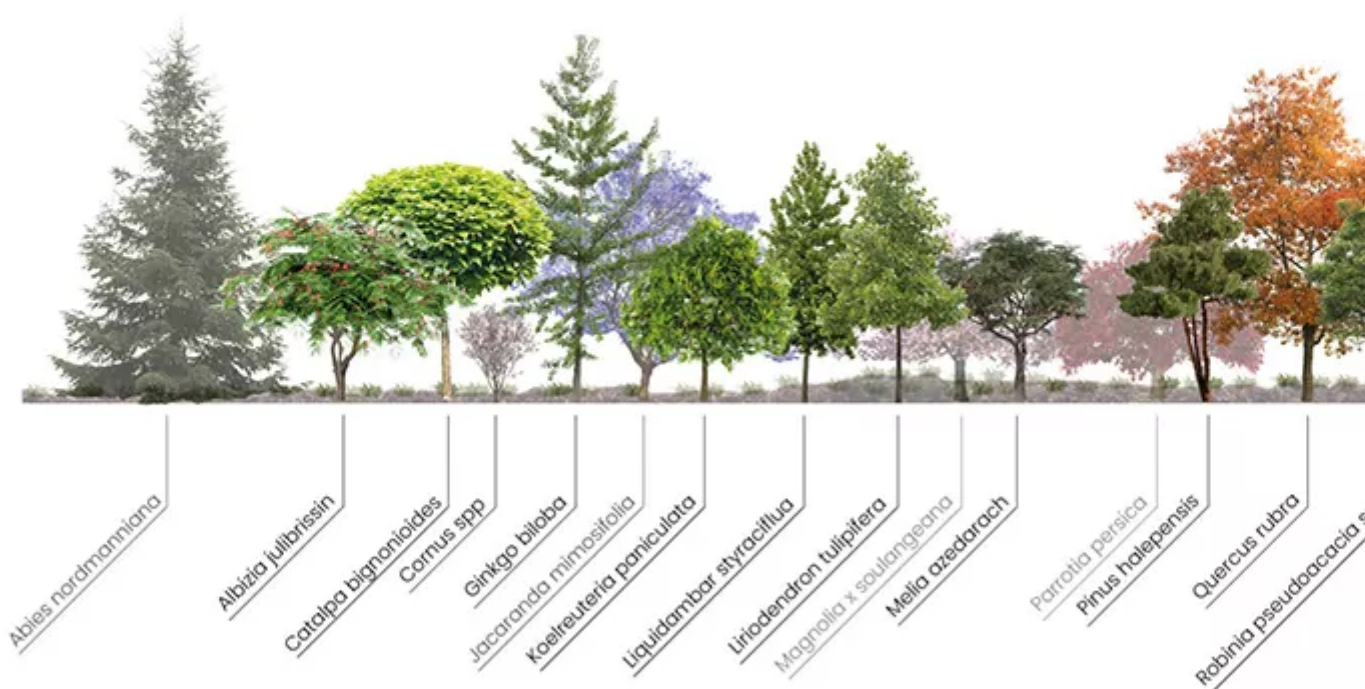 Abies nordmanniana
Albizia julibrissin
Catalpa bignonioides
Cornus spp
Ginkgo biloba
Jacaranda mimosifolia
Koelreuteria paniculata
Liquidambar styraciflua
Liriodendron tulipifera
Magnolia x soulangeana
Melia azedarach
Parrotia persica
Pinus halepensis
Quercus rubra
Robinia pseudoacacia